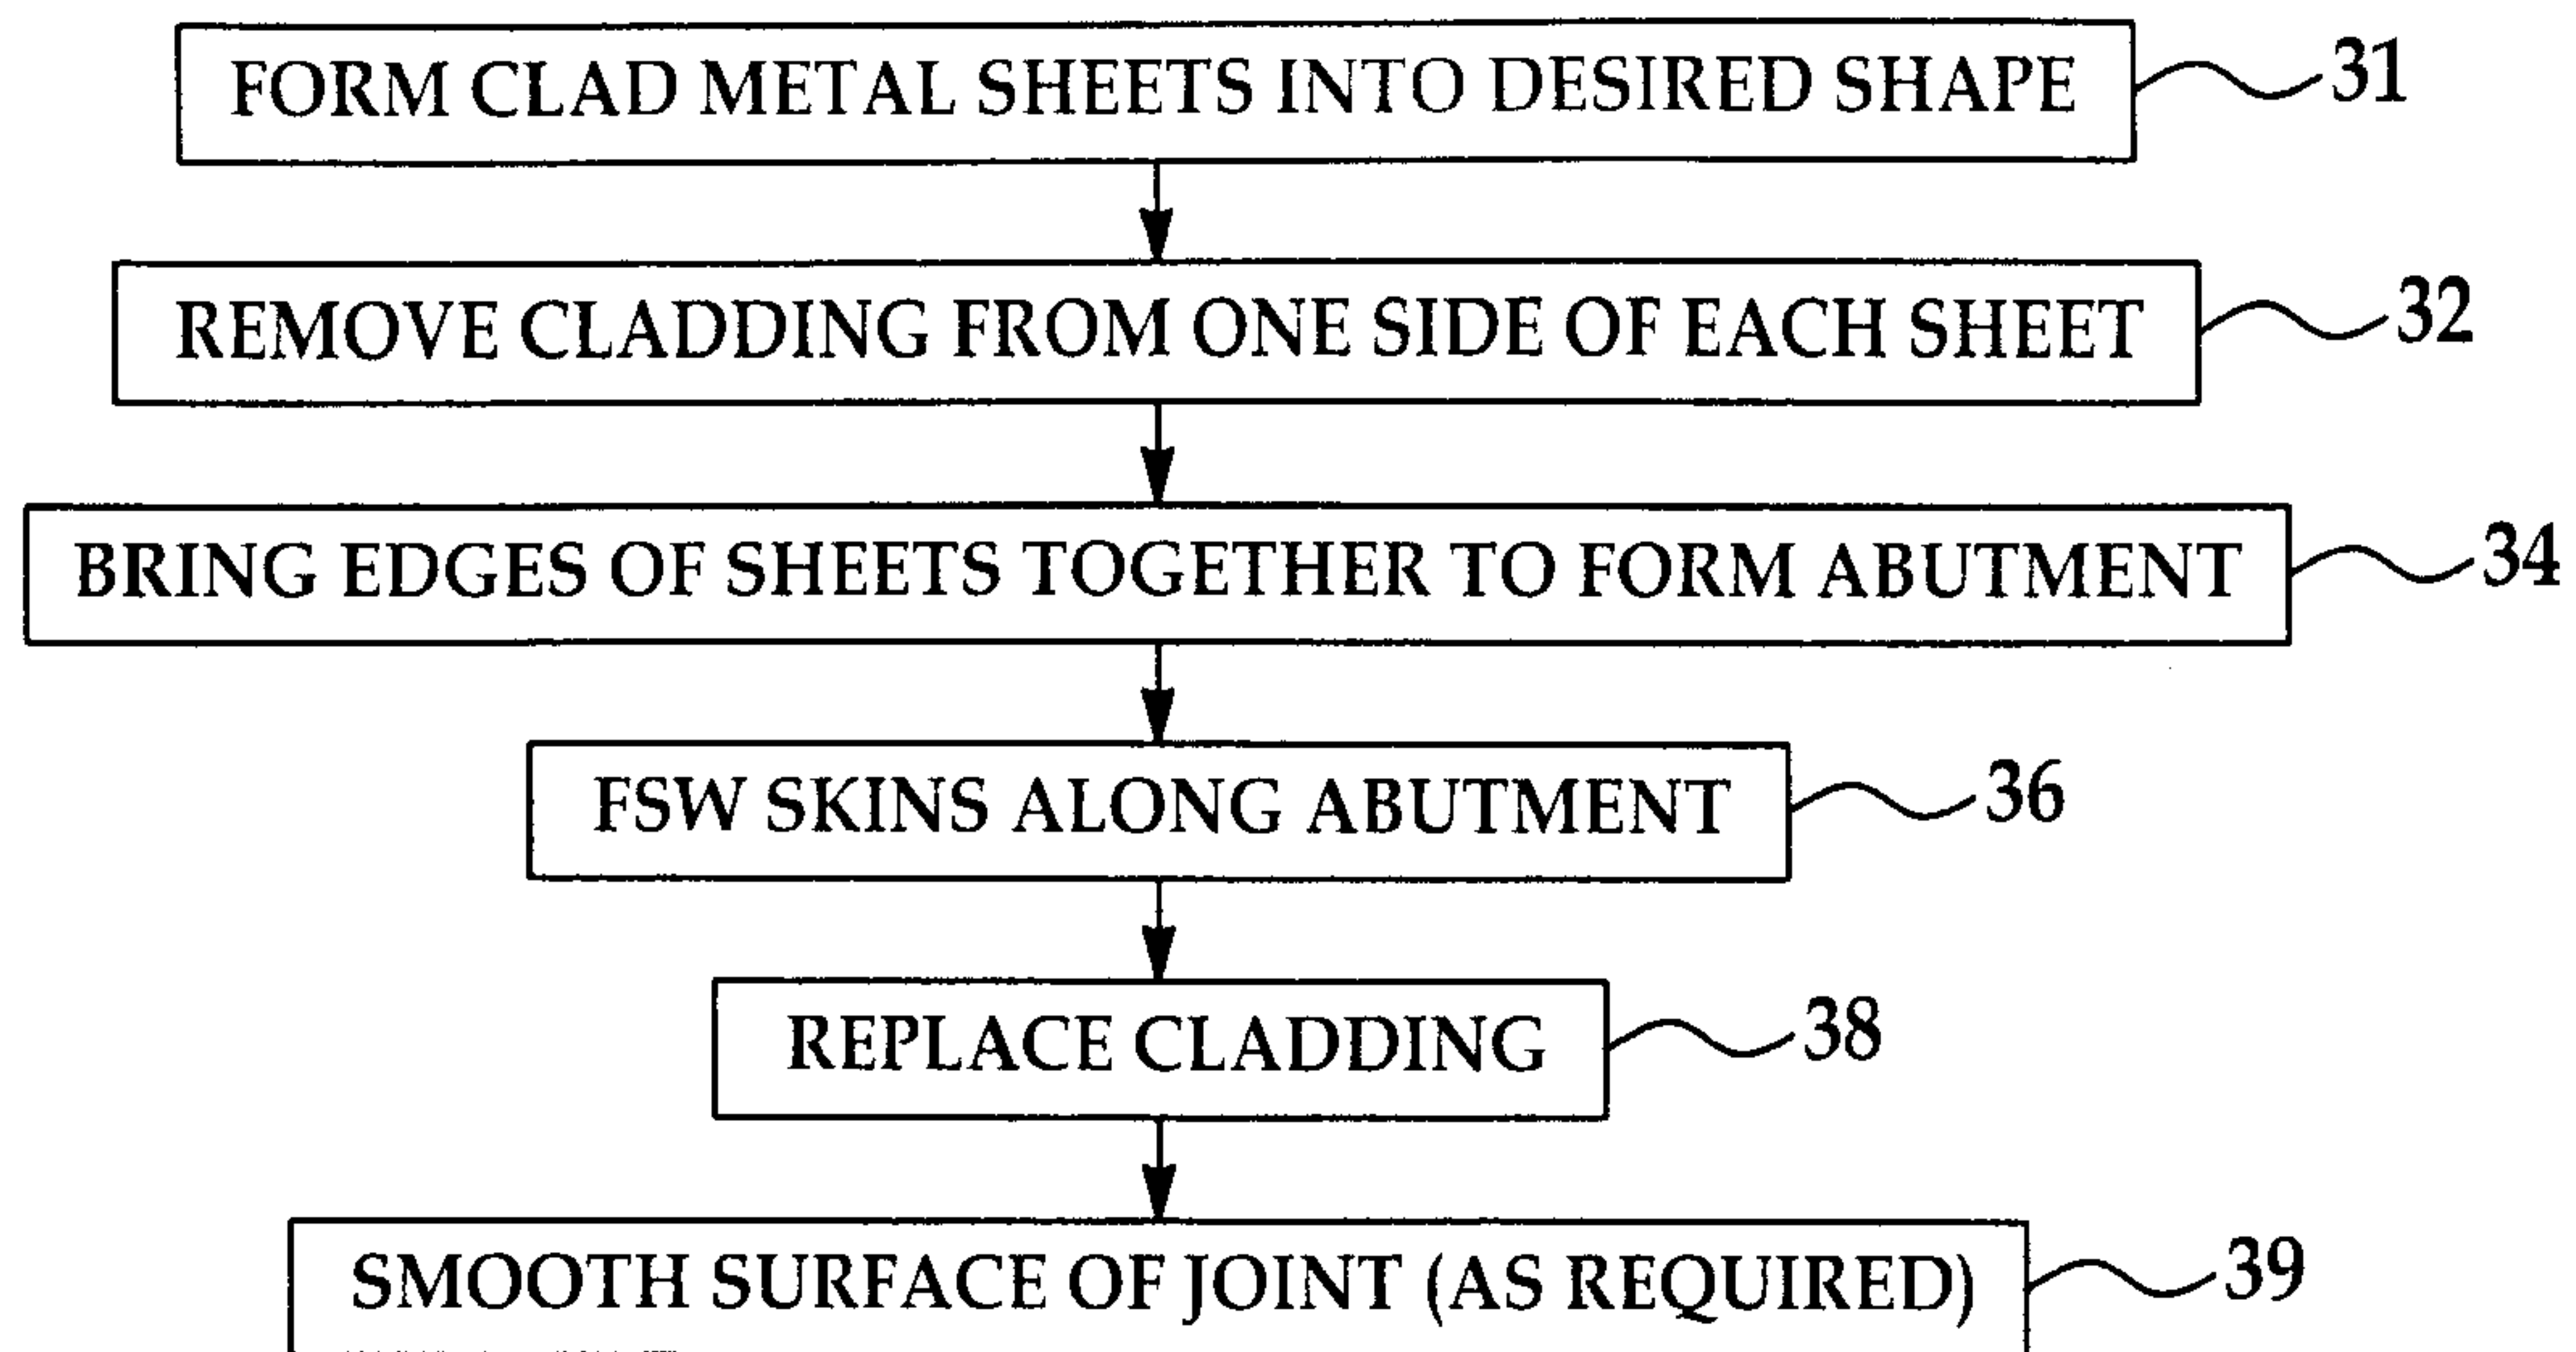 FORM CLAD METAL SHEETS INTO DESIRED SHAPE 31
REMOVE CLADDING FROM ONE SIDE OF EACH SHEET 32
BRING EDGES OF SHEETS TOGETHER TO FORM ABUTMENT 34
FSW SKINS ALONG ABUTMENT 36
REPLACE CLADDING 38
SMOOTH SURFACE OF JOINT (AS REQUIRED) 39